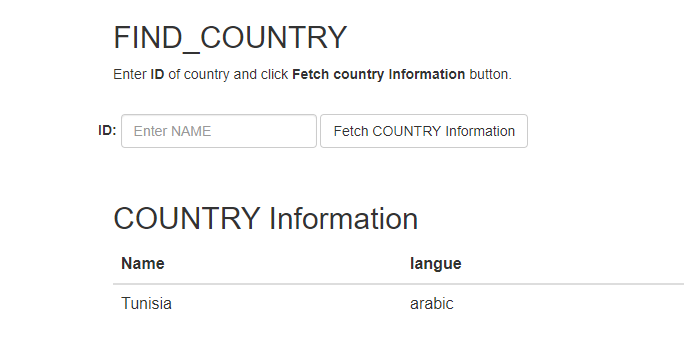 FIND_COUNTRY
Enter ID of country and click Fetch country Information button.
ID: Enter NAME Fetch COUNTRY Information
COUNTRY Information
Name langue
Tunisia arabic